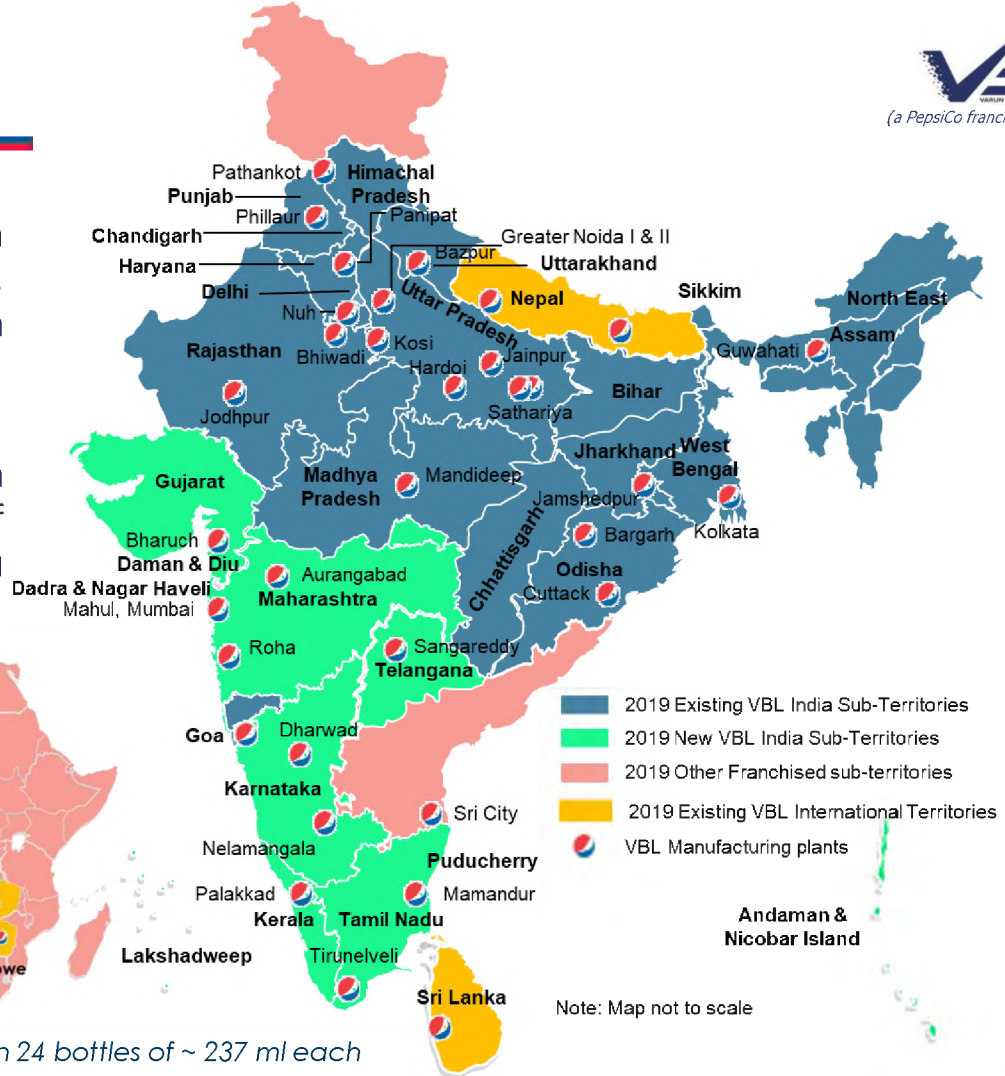 VB
VARUN
(a PepsiCo franch
Pathankot
Himachal
Pradesh
Punjab
Phillaur
Panipat
Chandigarh
Greater Noida I & II
Bazpur
Haryana
Uttarakhand
Delhi
Uttar Pradesh
Nepal
Sikkim
North East
Nuh
Assam
Kosi
Rajasthan
Bhiwadi
Jainpur
Guwahati
Hardoi
Bihar
Jodhpur
Sathariya
Jharkhand
West
Bengal
Gujarat
Madhya
Pradesh
Mandideep
Jamshedpur
Kolkata
Bharuch
Chhattisgarh
Bargarh
Daman & Diu
Odisha
Aurangabad
Dadra & Nagar Haveli
Cuttack
Maharashtra
Mahul, Mumbai
Roha
Sangareddy
Telangana
2019 Existing VBL India Sub-Territories
Goa
Dharwad
2019 New VBL India Sub-Territories
2019 Other Franchised sub-territories
Karnataka
2019 Existing VBL International Territories
Sri City
Nelamangala
VBL Manufacturing plants
Puducherry
Palakkad
Mamandur
Kerala
Tamil Nadu
Andaman &
Nicobar Island
Lakshadweep
Tirunelveli
Sri Lanka
Note: Map not to scale
24 bottles of ~ 237 ml each